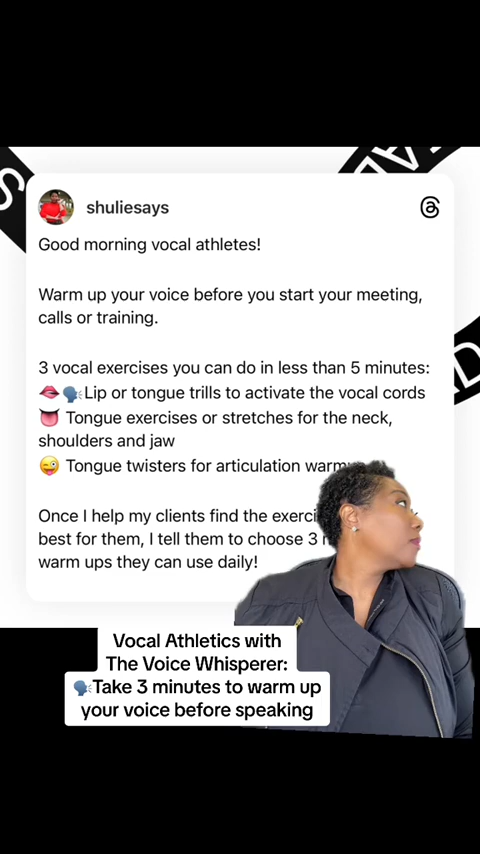 shuliesays
Good morning vocal athletes!
Warm up your voice before you start your meeting,
calls or training.
3 vocal exercises you can do in less than 5 minutes:
👄🗣️Lip or tongue trills to activate the vocal cords
👅 Tongue exercises or stretches for the neck,
shoulders and jaw
😜 Tongue twisters for articulation warm
Once I help my clients find the exerci
best for them, I tell them to choose 3
warm ups they can use daily!
Vocal Athletics with
The Voice Whisperer:
🗣️Take 3 minutes to warm up
your voice before speaking